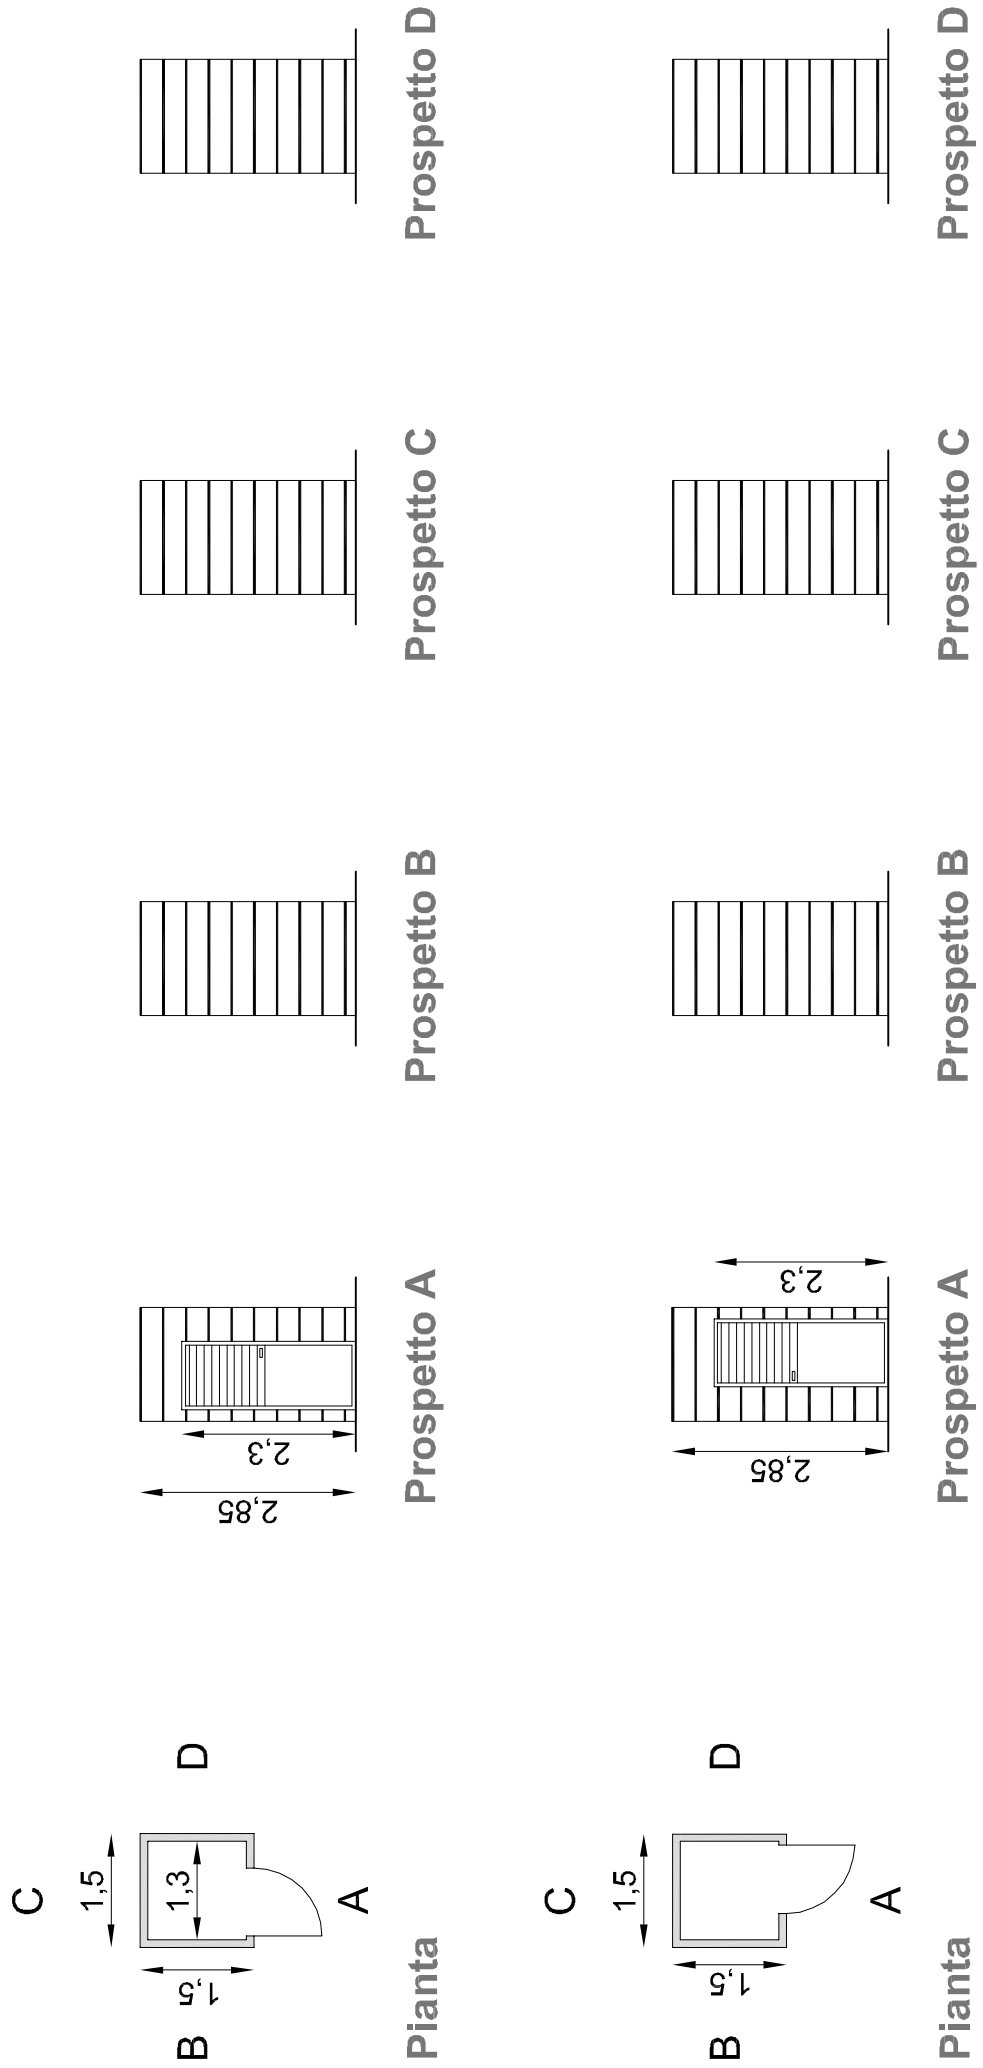 C
1,5
1,3
1,5
B
D
A
2,85
2,3
Pianta
Prospetto A
Prospetto B
Prospetto C
Prospetto D
C
1,5
1,5
B
D
A
2,85
2,3
Pianta
Prospetto A
Prospetto B
Prospetto C
Prospetto D